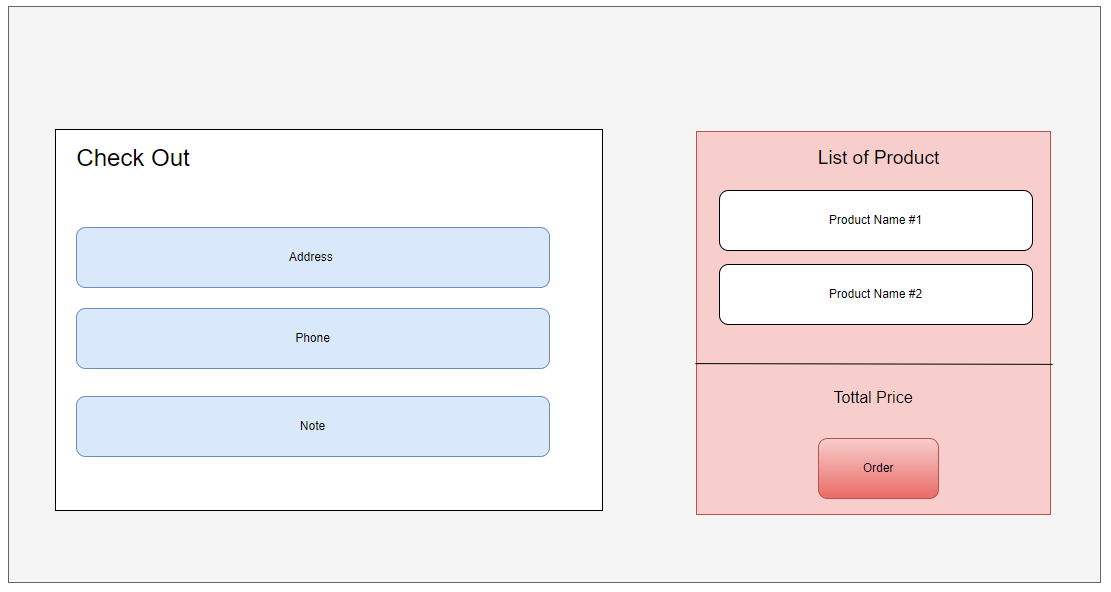 Check Out
Address
Phone
Note
List of Product
Product Name #1
Product Name #2
Tottal Price
Order